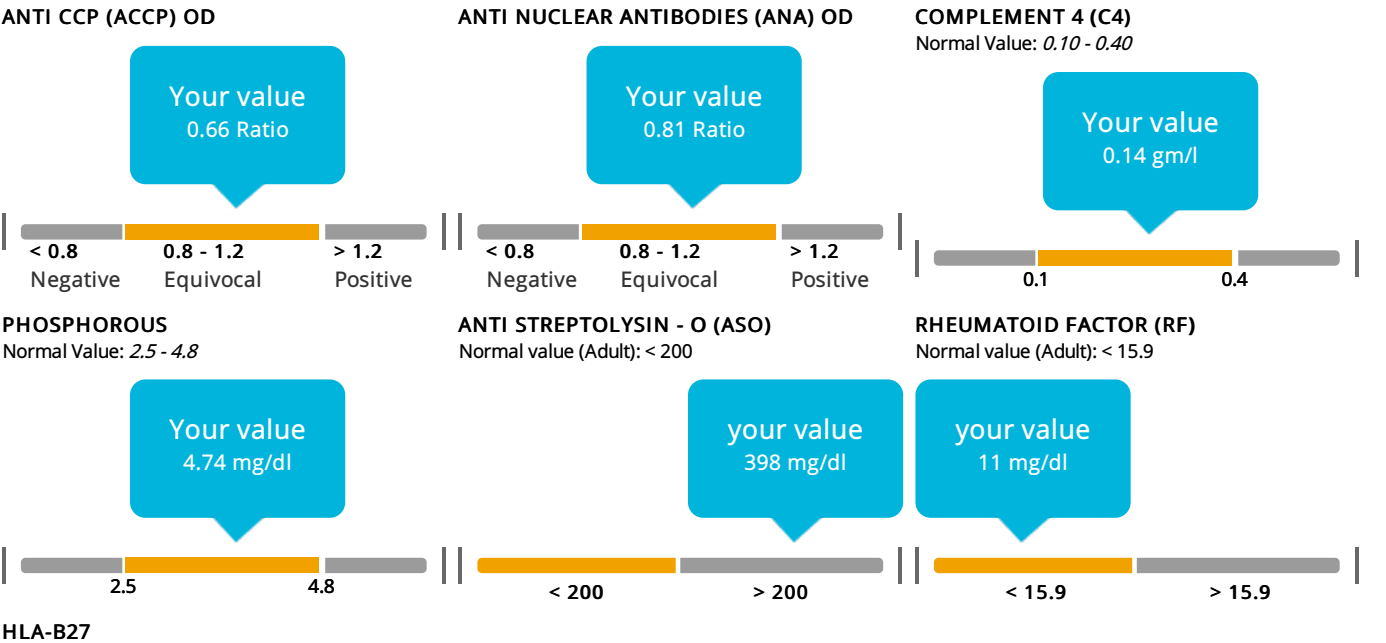 ANTI CCP (ACCP) OD
Your value
0.66 Ratio
< 0.8 0.8 - 1.2 > 1.2
Negative Equivocal Positive
ANTI NUCLEAR ANTIBODIES (ANA) OD
Your value
0.81 Ratio
< 0.8 0.8 - 1.2 > 1.2
Negative Equivocal Positive
COMPLEMENT 4 (C4)
Normal Value: 0.10 - 0.40
Your value
0.14 gm/l
0.1 0.4
PHOSPHOROUS
Normal Value: 2.5 - 4.8
Your value
4.74 mg/dl
2.5 4.8
ANTI STREPTOLYSIN - O (ASO)
Normal value (Adult): < 200
your value
398 mg/dl
< 200 > 200
RHEUMATOID FACTOR (RF)
Normal value (Adult): < 15.9
your value
11 mg/dl
< 15.9 > 15.9
HLA-B27